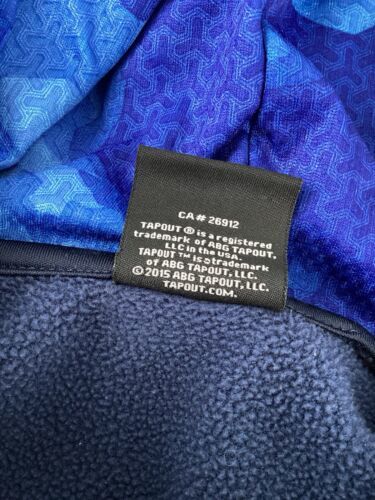 CA# 26912
TAPOUT ® is a registered
trademark of ABG TAPOUT,
LLC in the USA.
TAPOUT ™ is a trademark
of ABG TAPOUT, LLC.
© 2015 ABG TAPOUT, LLC.
TAPOUT.COM.